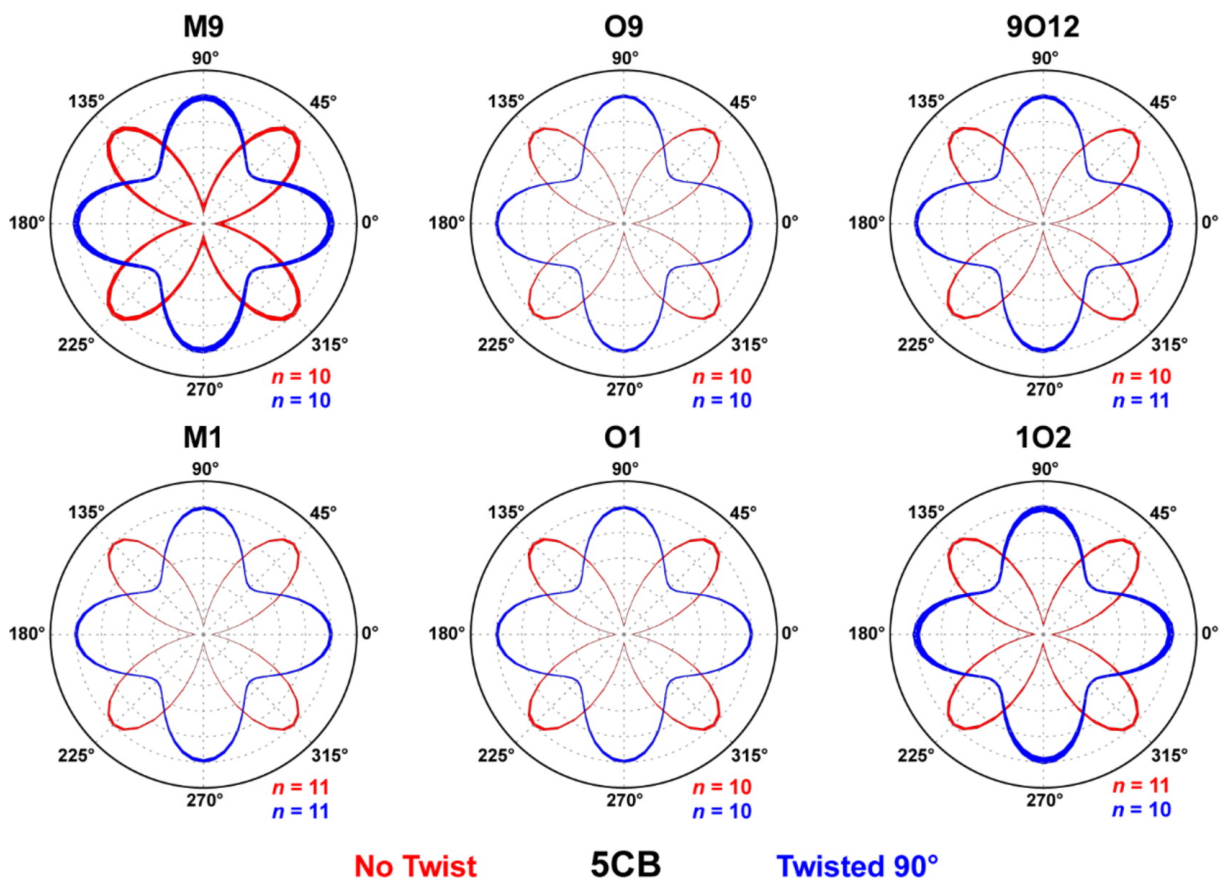 M9
O9
9O12
90°
90°
90°
135°
45°
135°
45°
135°
45°
180°
0°
180°
0°
180°
0°
225°
315°
225°
315°
225°
315°
270°
270°
270°
n = 10
n = 10
n = 10
n = 10
n = 10
n = 11
M1
O1
1O2
90°
90°
90°
135°
45°
135°
45°
135°
45°
180°
0°
180°
0°
180°
0°
225°
315°
225°
315°
225°
315°
270°
270°
270°
n = 11
n = 10
n = 11
n = 11
n = 10
n = 10
No Twist
5CB
Twisted 90°